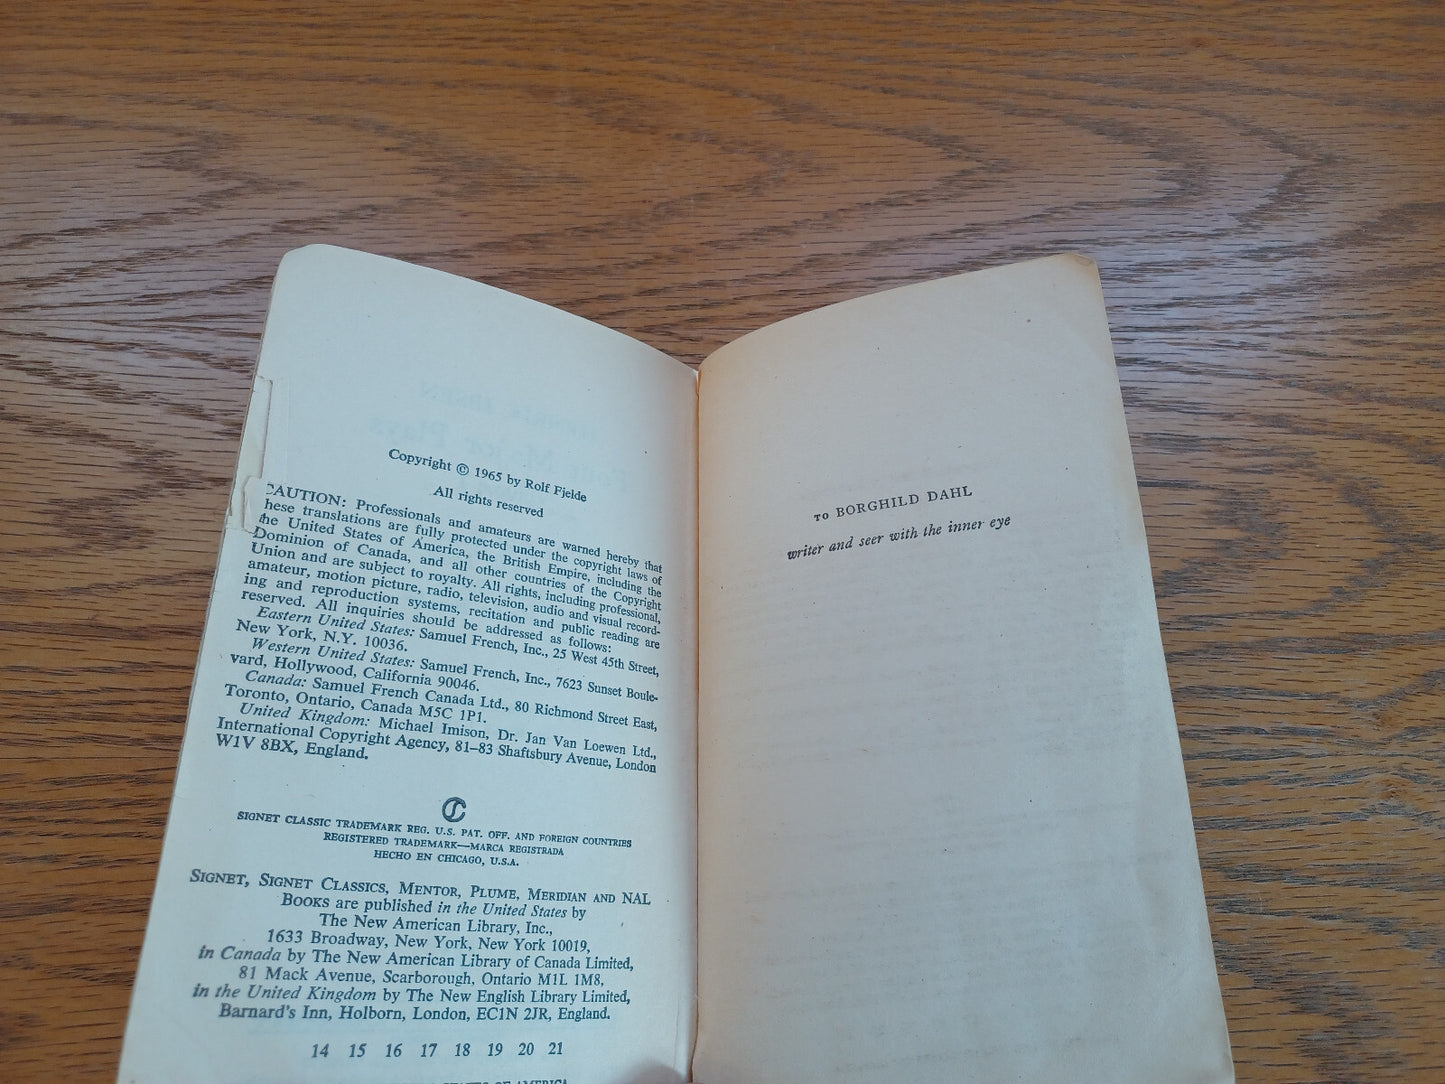 Copyright © 1965 by Rolf Fjelde
All rights reserved
CAUTION: Professionals and amateurs are warned hereby that
these translations are fully protected under the copyright laws of
the United States of America, the British Empire, including the
Dominion of Canada, and all other countries of the Copyright
Union and are subject to royalty. All rights, including professional,
amateur, motion picture, radio, television, audio and visual record-
ing and reproduction systems, recitation and public reading are
reserved. All inquiries should be addressed as follows:
Eastern United States: Samuel French, Inc., 25 West 45th Street,
New York, N.Y. 10036.
Western United States: Samuel French, Inc., 7623 Sunset Boule-
vard, Hollywood, California 90046.
Canada: Samuel French Canada Ltd., 80 Richmond Street East,
Toronto, Ontario, Canada M5C 1P1.
United Kingdom: Michael Imison, Dr. Jan Van Loewen Ltd.,
International Copyright Agency, 81–83 Shaftsbury Avenue, London
W1V 8BX, England.
SIGNET CLASSIC TRADEMARK REG. U.S. PAT. OFF. AND FOREIGN COUNTRIES
REGISTERED TRADEMARK—MARCA REGISTRADA
HECHO EN CHICAGO, U.S.A.
SIGNET, SIGNET CLASSICS, MENTOR, PLUME, MERIDIAN AND NAL
BOOKS are published in the United States by
The New American Library, Inc.,
1633 Broadway, New York, New York 10019,
in Canada by The New American Library of Canada Limited,
81 Mack Avenue, Scarborough, Ontario M1L 1M8,
in the United Kingdom by The New English Library Limited,
Barnard's Inn, Holborn, London, EC1N 2JR, England.
14 15 16 17 18 19 20 21
STATES OF AMERICA
TO BORGHILD DAHL
writer and seer with the inner eye